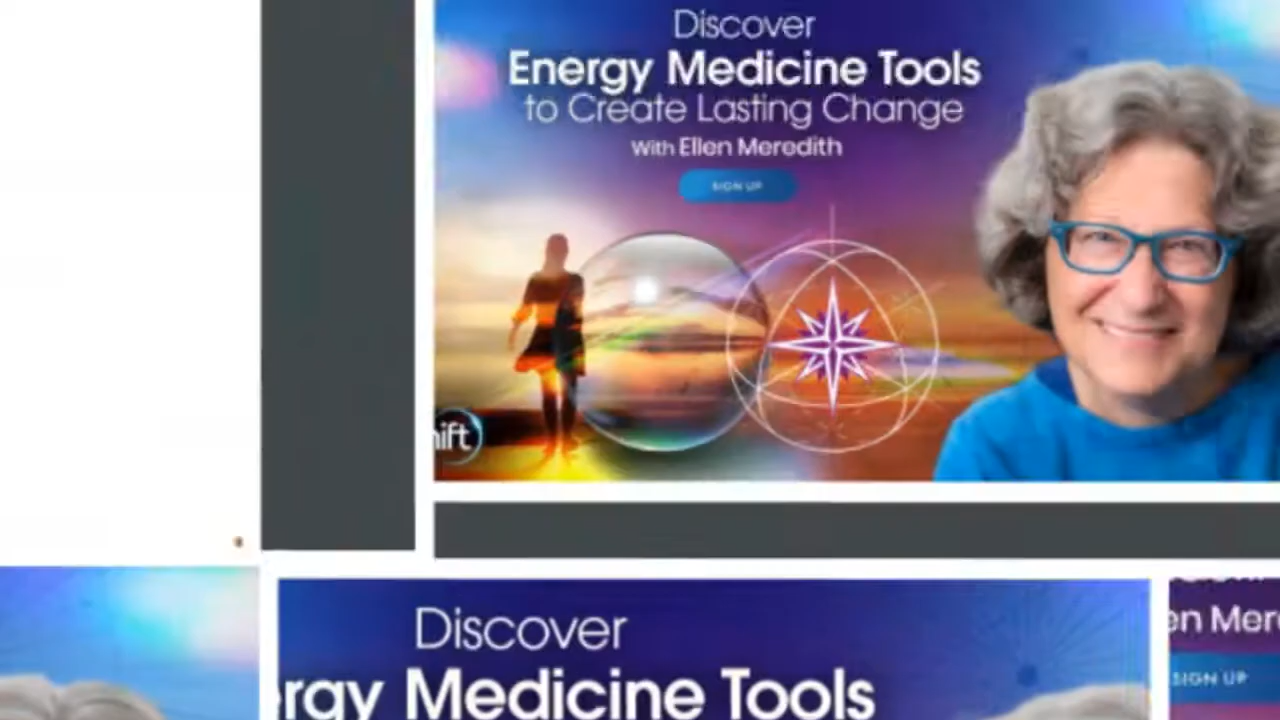 Discover
Energy Medicine Tools
to Create Lasting Change
With Ellen Meredith
SIGN UP
hift
Discover
rgy Medicine Tools
en Mer
SIGN UP